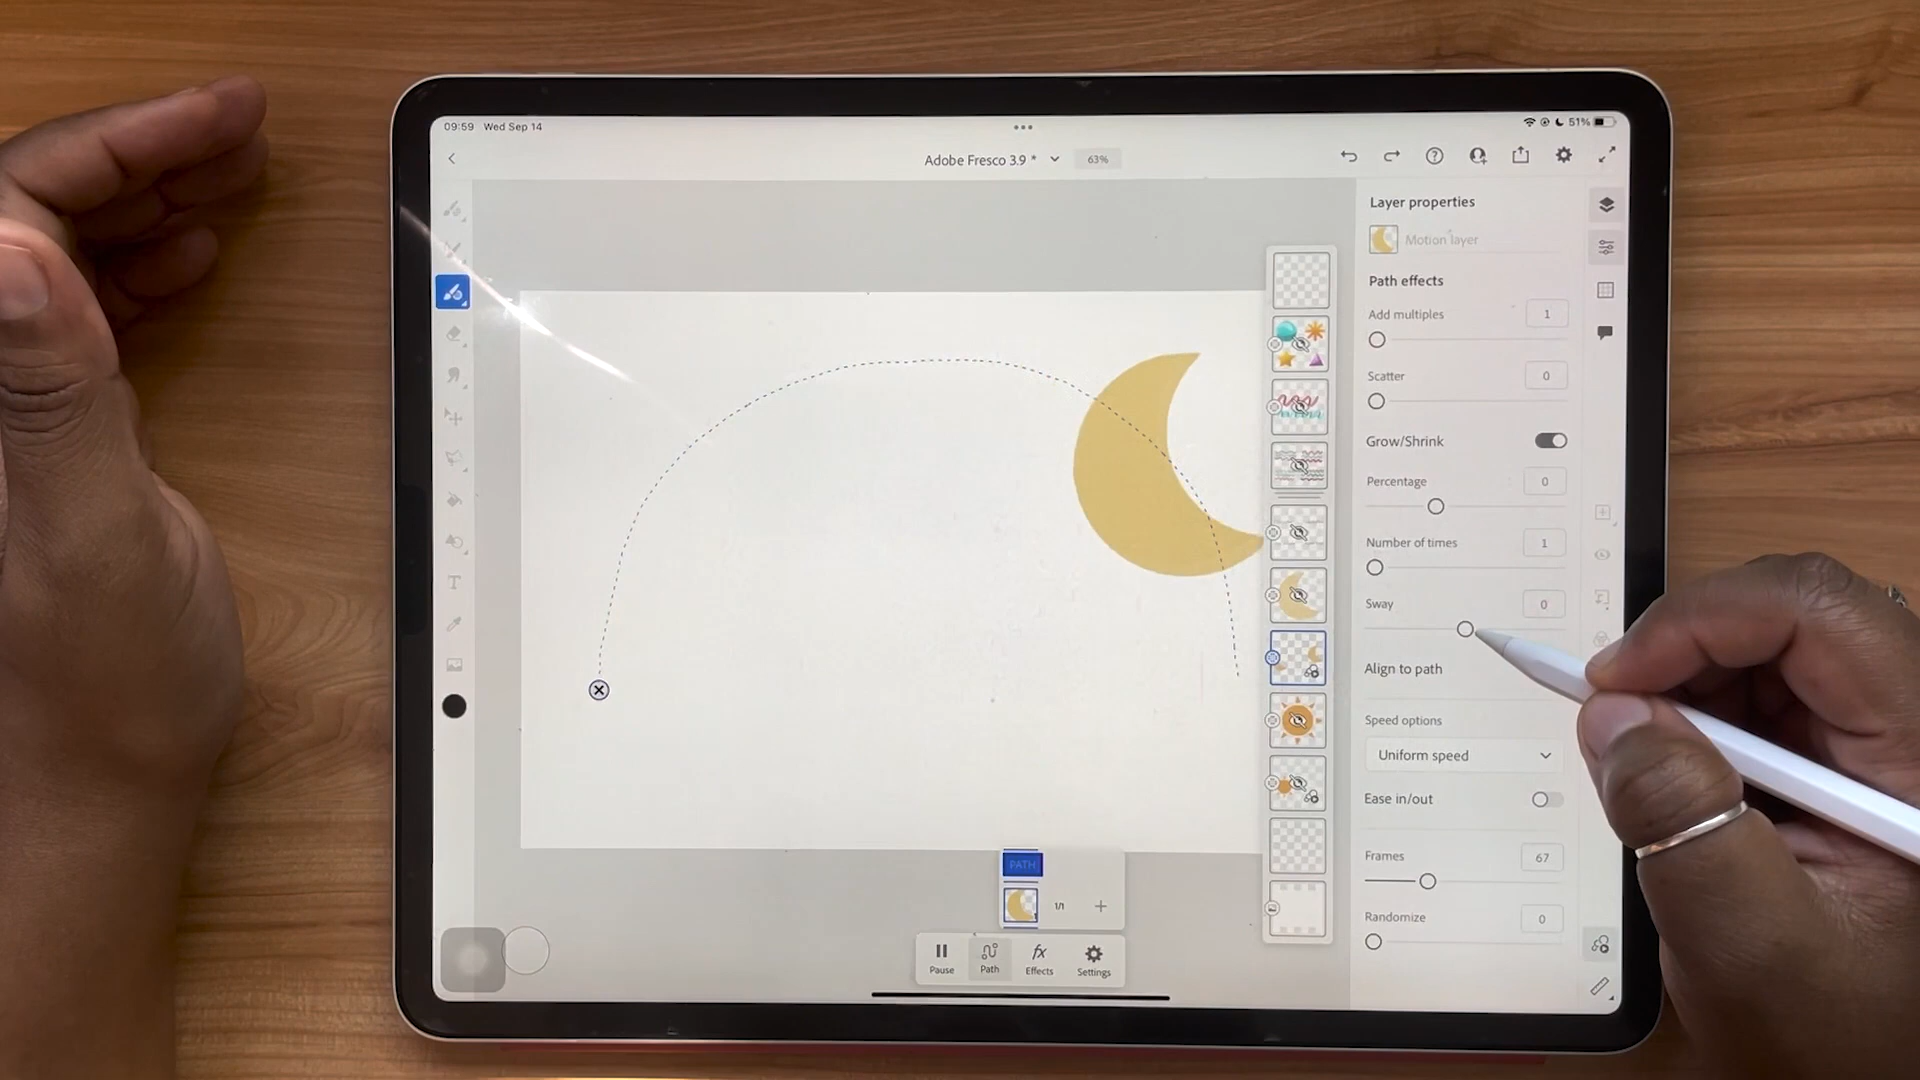 09:59 Wed Sep 14
51%
Adobe Fresco 3.9 *
63%
Layer properties
Motion layer
Path effects
Add multiples 1
Scatter 0
Grow/Shrink
Percentage 0
Number of times 1
Sway 0
Align to path
Speed options
Uniform speed
Ease in/out
Frames 67
Randomize 0
T
PATH
1/1
Pause
Path
fx
Effects
Settings